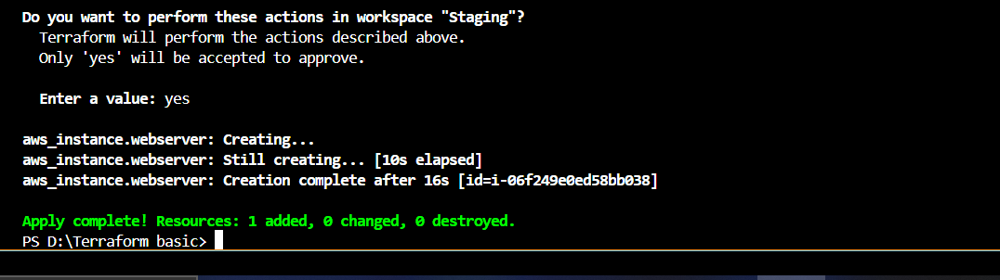 Do you want to perform these actions in workspace "Staging"?
Terraform will perform the actions described above.
Only 'yes' will be accepted to approve.
Enter a value: yes
aws_instance.webserver: Creating...
aws_instance.webserver: Still creating... [10s elapsed]
aws_instance.webserver: Creation complete after 16s [id=i-06f249e0ed58bb038]
Apply complete! Resources: 1 added, 0 changed, 0 destroyed.
PS D:\Terraform basic>